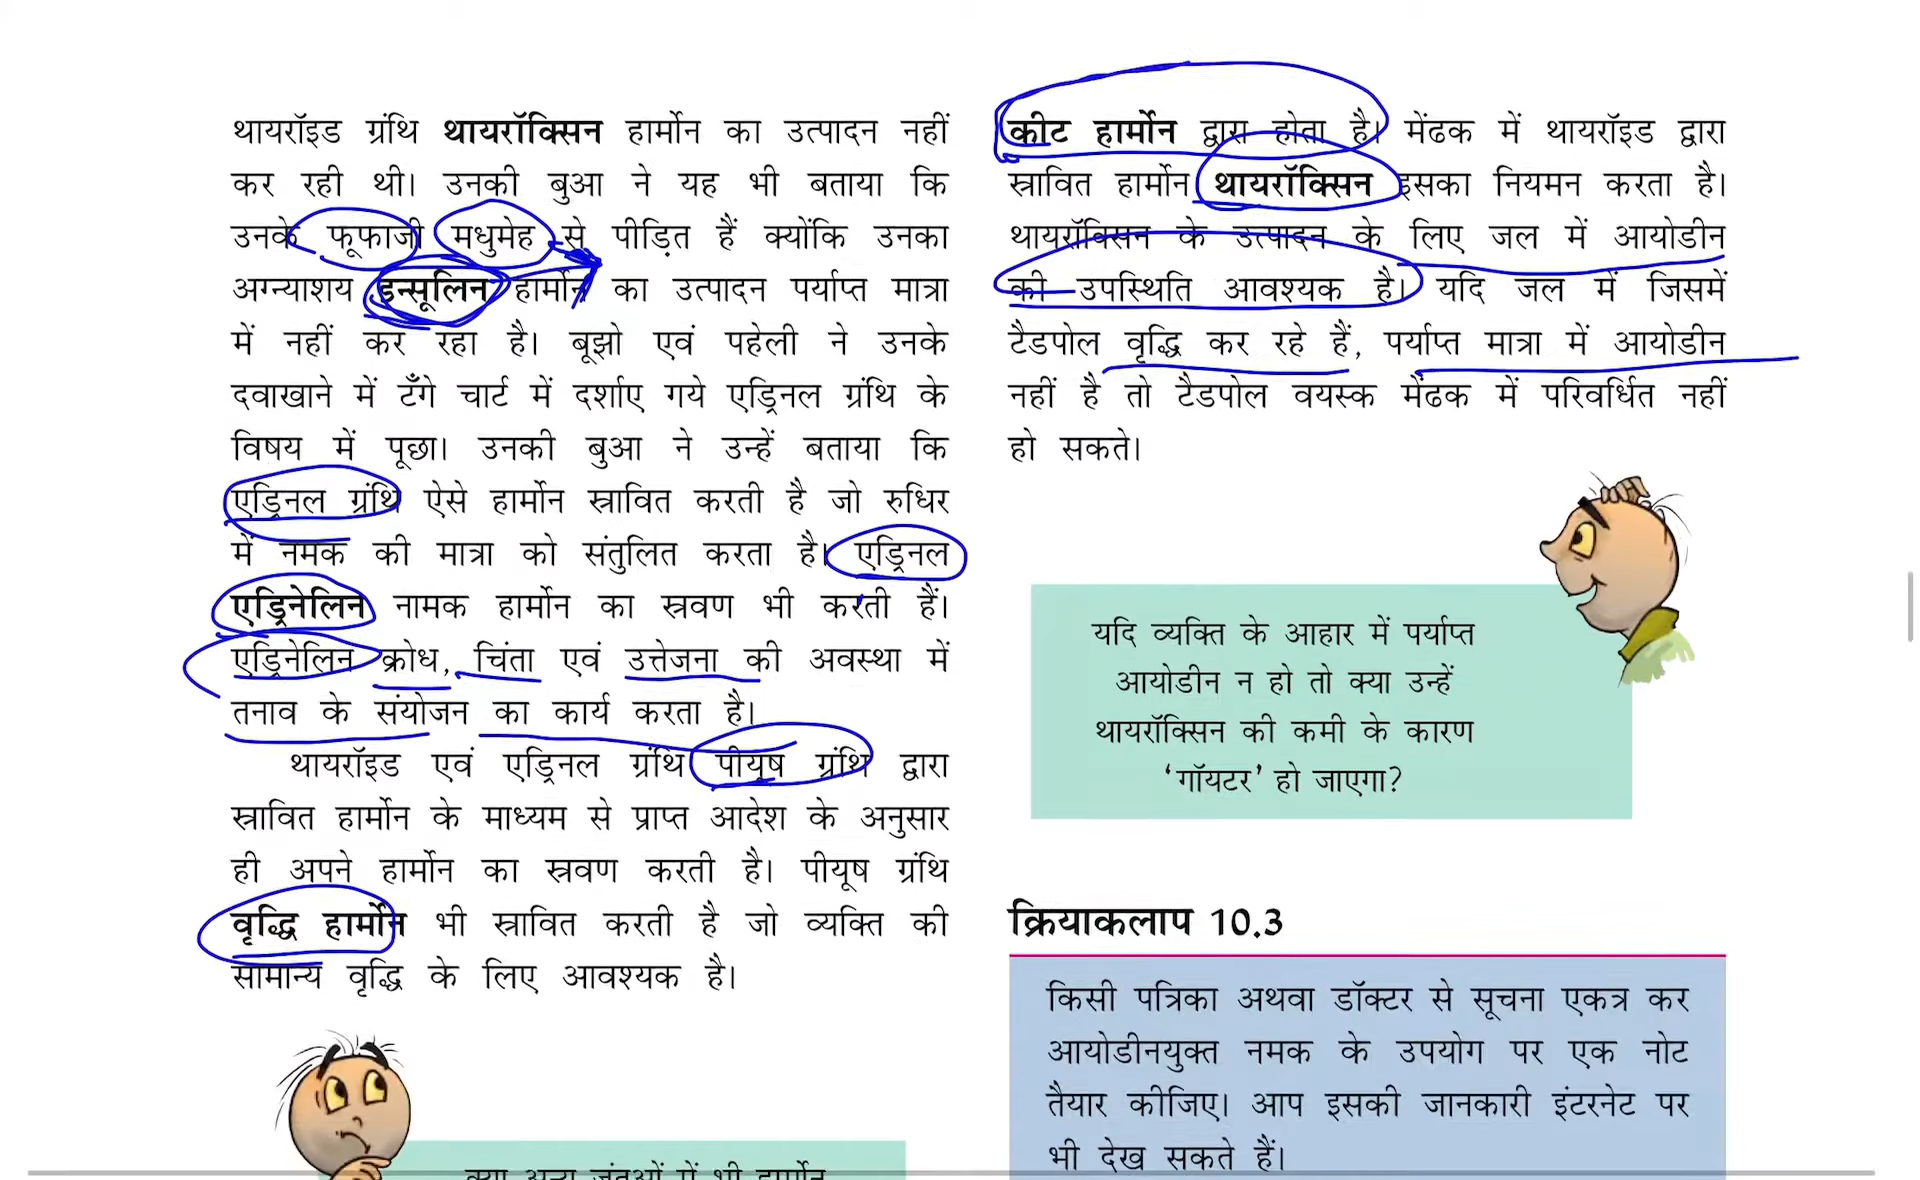 थायरॉइड ग्रंथि थायरॉक्सिन हार्मोन का उत्पादन नहीं
कर रही थी। उनकी बुआ ने यह भी बताया कि
उनके फूफाजी मधुमेह से पीड़ित हैं क्योंकि उनका
अग्न्याशय इन्सूलिन हार्मोन का उत्पादन पर्याप्त मात्रा
में नहीं कर रहा है। बूझो एवं पहेली ने उनके
दवाखाने में टँगे चार्ट में दर्शाए गये एड्रिनल ग्रंथि के
विषय में पूछा। उनकी बुआ ने उन्हें बताया कि
एड्रिनल ग्रंथि ऐसे हार्मोन स्रावित करती है जो रुधिर
में नमक की मात्रा को संतुलित करता है। एड्रिनल
एड्रिनेलिन नामक हार्मोन का स्रवण भी करती हैं।
एड्रिनेलिन क्रोध, चिंता एवं उत्तेजना की अवस्था में
तनाव के संयोजन का कार्य करता है।
थायरॉइड एवं एड्रिनल ग्रंथि पीयूष ग्रंथि द्वारा
स्रावित हार्मोन के माध्यम से प्राप्त आदेश के अनुसार
ही अपने हार्मोन का स्रवण करती है। पीयूष ग्रंथि
वृद्धि हार्मोन भी स्रावित करती है जो व्यक्ति की
सामान्य वृद्धि के लिए आवश्यक है।
क्या अन्य जंतुओं में भी हार्मोन
कीट हार्मोन द्वारा होता है। मेंढक में थायरॉइड द्वारा
स्रावित हार्मोन थायरॉक्सिन इसका नियमन करता है।
थायरॉक्सिन के उत्पादन के लिए जल में आयोडीन
की उपस्थिति आवश्यक है। यदि जल में जिसमें
टैडपोल वृद्धि कर रहे हैं, पर्याप्त मात्रा में आयोडीन
नहीं है तो टैडपोल वयस्क मेंढक में परिवर्धित नहीं
हो सकते।
यदि व्यक्ति के आहार में पर्याप्त
आयोडीन न हो तो क्या उन्हें
थायरॉक्सिन की कमी के कारण
‘गॉयटर’ हो जाएगा?
क्रियाकलाप 10.3
किसी पत्रिका अथवा डॉक्टर से सूचना एकत्र कर
आयोडीनयुक्त नमक के उपयोग पर एक नोट
तैयार कीजिए। आप इसकी जानकारी इंटरनेट पर
भी देख सकते हैं।